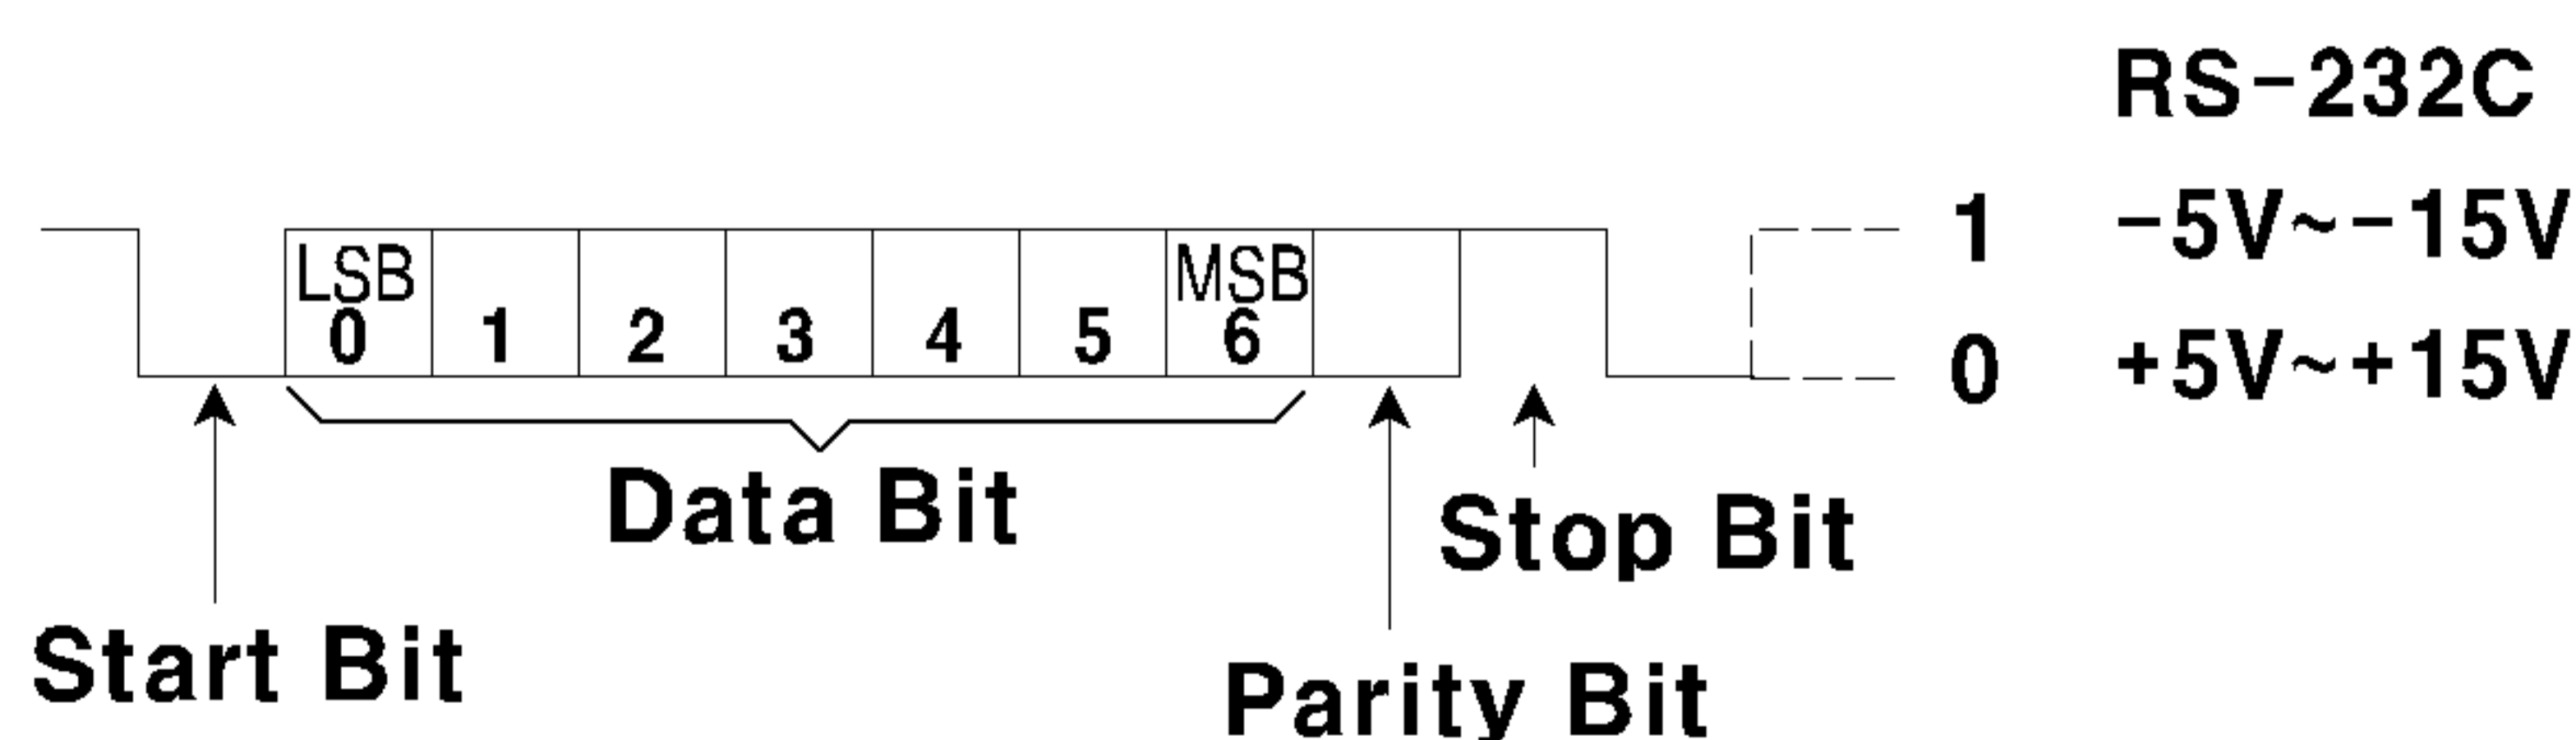 RS-232C
1 -5V~-15V
LSB MSB
0 1 2 3 4 5 6
0 +5V~+15V
Data Bit
Stop Bit
Start Bit
Parity Bit